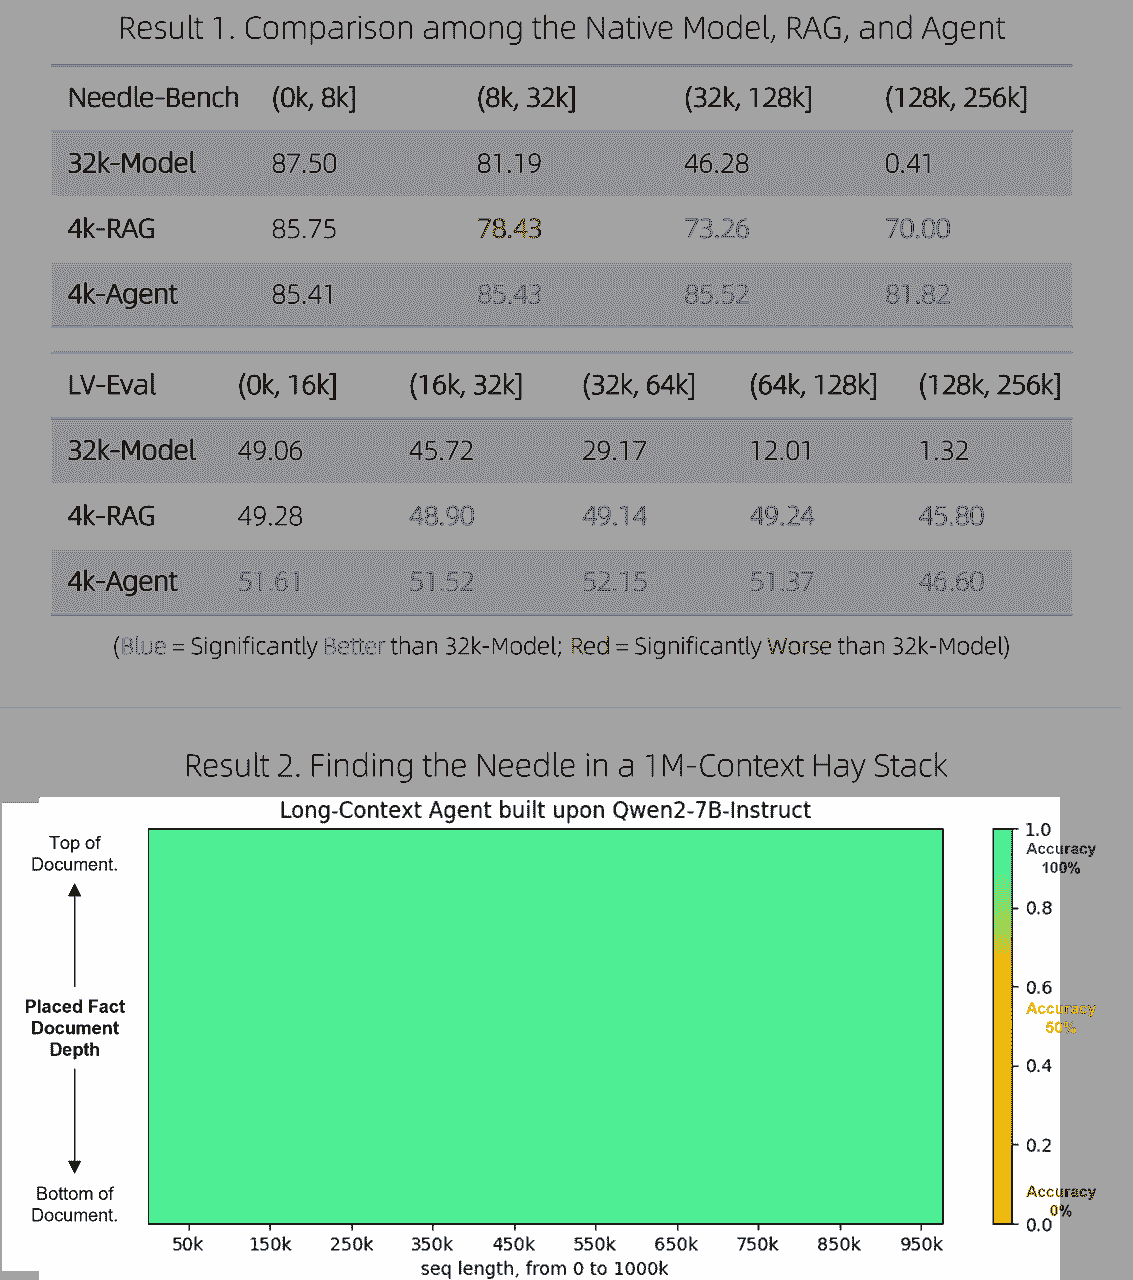 Result 1. Comparison among the Native Model, RAG, and Agent
Needle-Bench (0k, 8k] (8k, 32k] (32k, 128k] (128k, 256k]
32k-Model 87.50 81.19 46.28 0.41
4k-RAG 85.75 78.43 73.26 70.00
4k-Agent 85.41 85.43 85.52 81.82
LV-Eval (0k, 16k] (16k, 32k] (32k, 64k] (64k, 128k] (128k, 256k]
32k-Model 49.06 45.72 29.17 12.01 1.32
4k-RAG 49.28 48.90 49.14 49.24 45.80
4k-Agent 51.61 51.52 52.15 51.37 46.60
(Blue = Significantly Better than 32k-Model; Red = Significantly Worse than 32k-Model)
Result 2. Finding the Needle in a 1M-Context Hay Stack
Long-Context Agent built upon Qwen2-7B-Instruct
Top of
Document.
Placed Fact
Document
Depth
Bottom of
Document.
1.0
Accuracy
100%
0.8
0.6
Accuracy
50%
0.4
0.2
Accuracy
0%
0.0
50k 150k 250k 350k 450k 550k 650k 750k 850k 950k
seq length, from 0 to 1000k